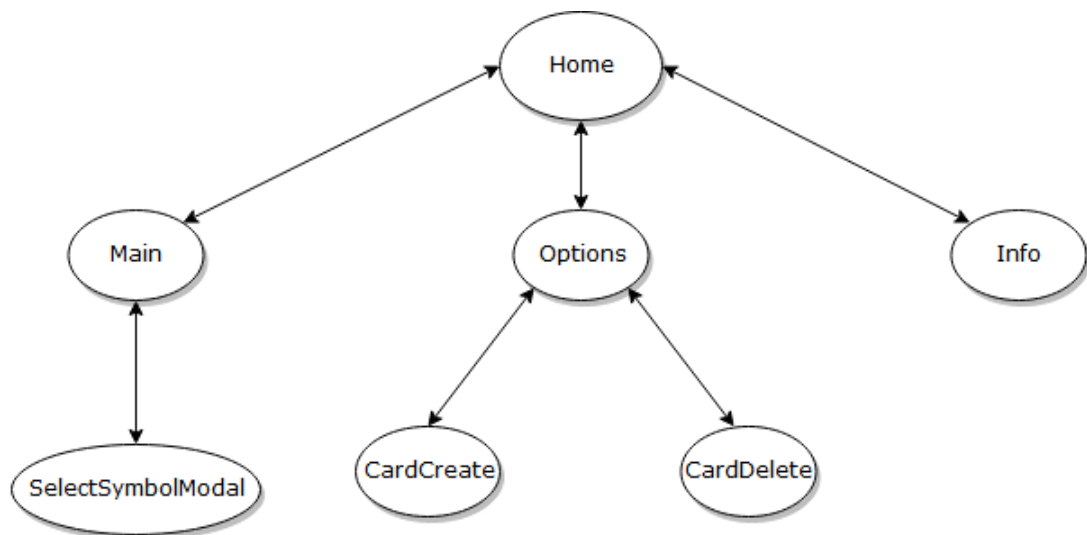 Home
Main
Options
Info
CardCreate
CardDelete
SelectSymbolModal